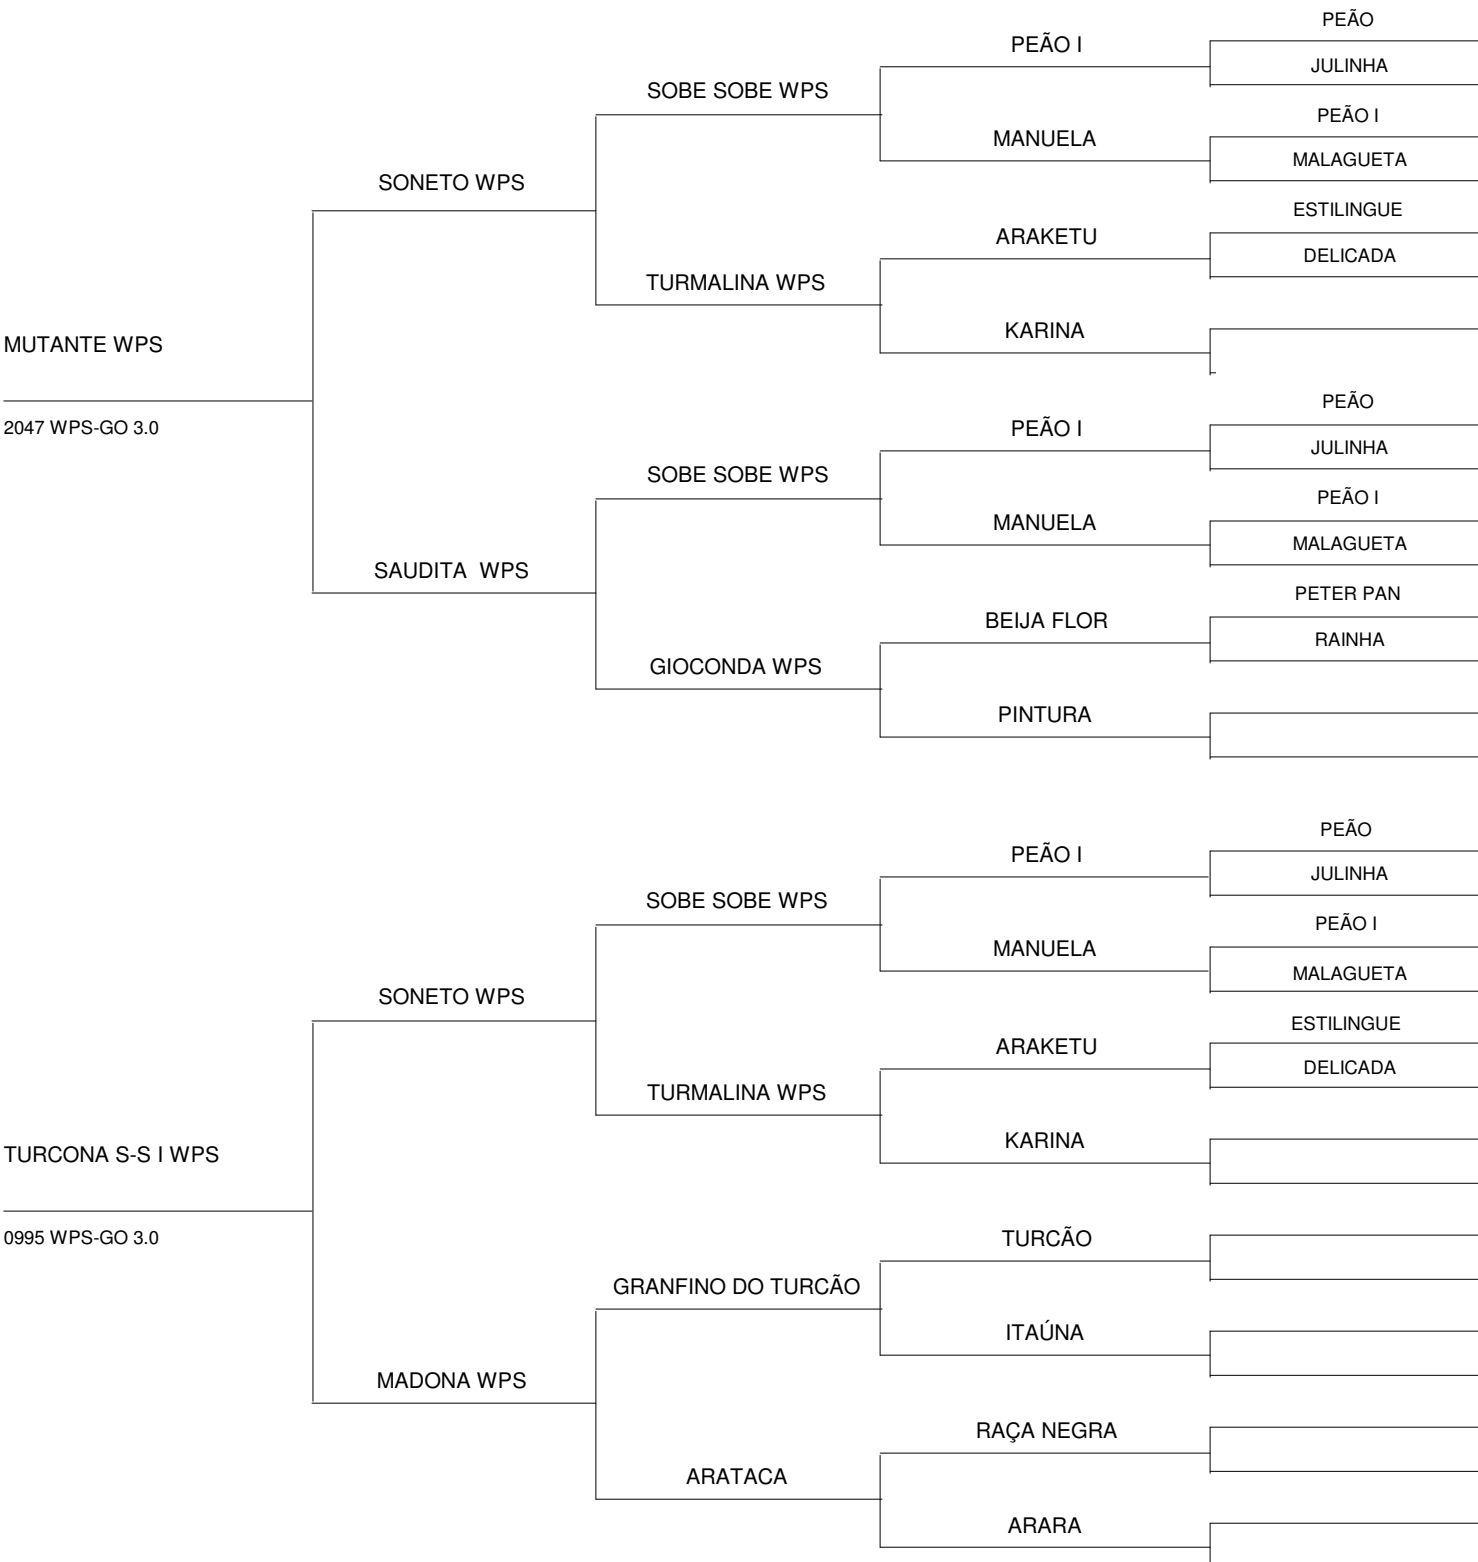 PEÃO
PEÃO I
JULINHA
SOBE SOBE WPS
PEÃO I
MANUELA
MALAGUETA
SONETO WPS
ESTILINGUE
ARAKETU
DELICADA
TURMALINA WPS
KARINA
MUTANTE WPS
PEÃO
2047 WPS-GO 3.0
PEÃO I
JULINHA
SOBE SOBE WPS
PEÃO I
MANUELA
MALAGUETA
SAUDITA WPS
PETER PAN
BEIJA FLOR
RAINHA
GIOCONDA WPS
PINTURA
PEÃO
PEÃO I
JULINHA
SOBE SOBE WPS
PEÃO I
MANUELA
MALAGUETA
SONETO WPS
ESTILINGUE
ARAKETU
DELICADA
TURMALINA WPS
KARINA
TURCONA S-S I WPS
0995 WPS-GO 3.0
TURCÃO
GRANFINO DO TURCÃO
ITAÚNA
MADONA WPS
RAÇA NEGRA
ARATACA
ARARA